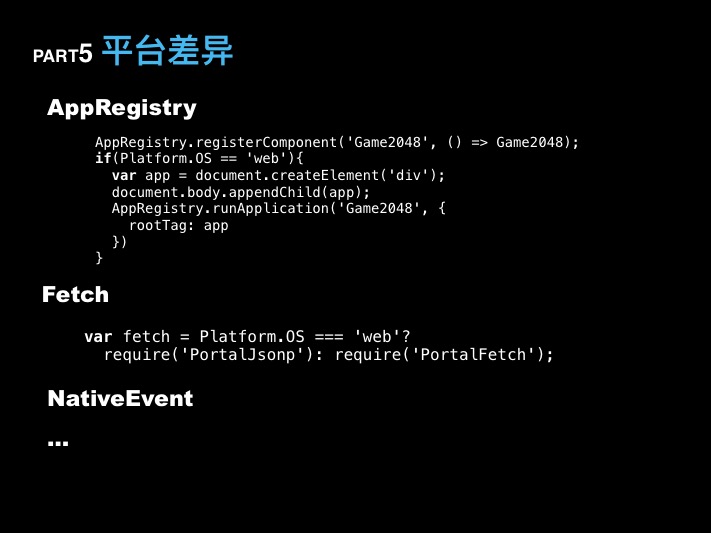 PART5 平台差异
AppRegistry
AppRegistry.registerComponent('Game2048', () => Game2048);
if(Platform.OS == 'web'){
  var app = document.createElement('div');
  document.body.appendChild(app);
  AppRegistry.runApplication('Game2048', {
    rootTag: app
  })
}
Fetch
var fetch = Platform.OS === 'web'?
  require('PortalJsonp'): require('PortalFetch');
NativeEvent
...